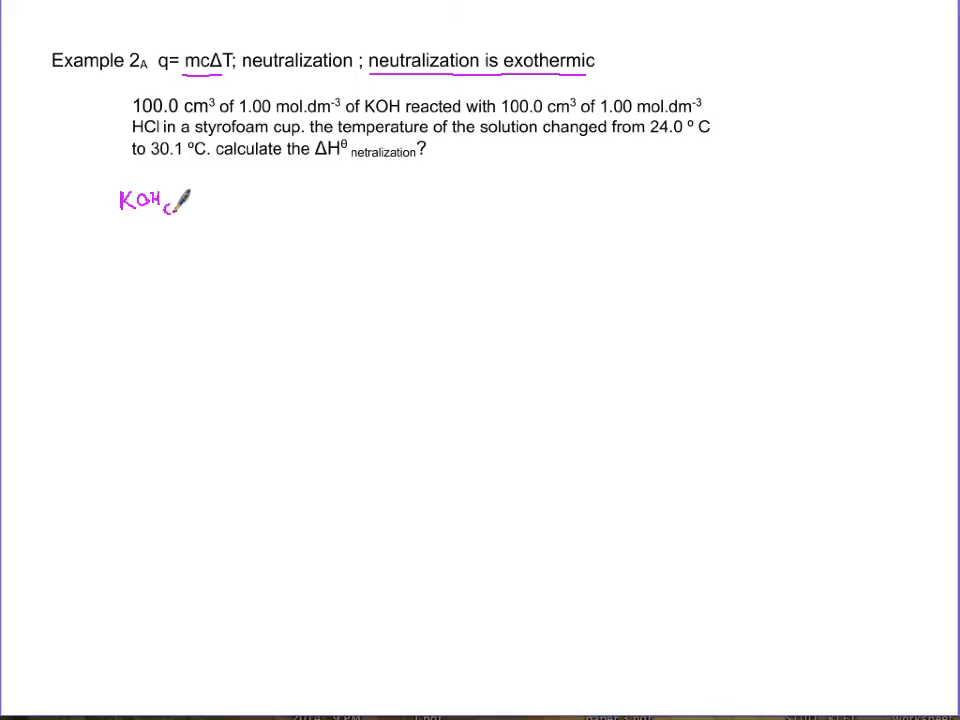 Example 2A q= mcΔT; neutralization ; neutralization is exothermic
100.0 cm³ of 1.00 mol.dm⁻³ of KOH reacted with 100.0 cm³ of 1.00 mol.dm⁻³
HCl in a styrofoam cup. the temperature of the solution changed from 24.0 º C
to 30.1 ºC. calculate the ΔHᶿ netralization?
KOH (